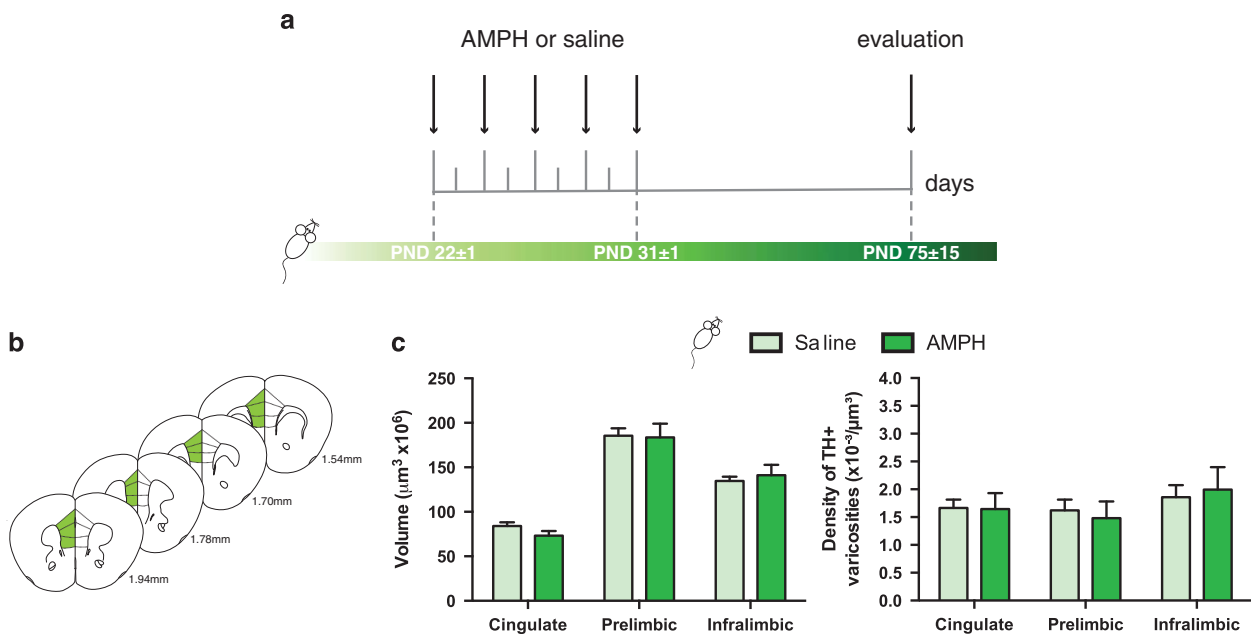 a
AMPH or saline
evaluation
days
PND 22±1
PND 31±1
PND 75±15
b
1.54mm
1.70mm
1.78mm
1.94mm
c
Saline
AMPH
Volume (µm³ x10⁶)
250
200
150
100
50
0
Cingulate
Prelimbic
Infralimbic
Density of TH+
varicosities (x10⁻³/µm³)
4.0
3.5
3.0
2.5
2.0
1.5
1.0
0.5
0.0
Cingulate
Prelimbic
Infralimbic